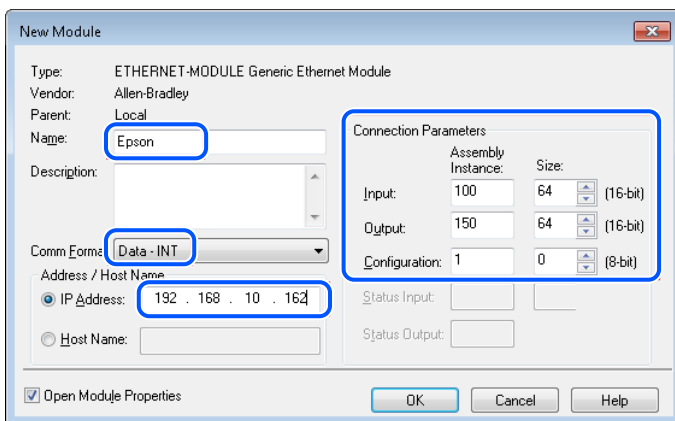 New Module
Type: ETHERNET-MODULE Generic Ethernet Module
Vendor: Allen-Bradley
Parent: Local
Name: Epson
Description:
Comm Forma Data - INT
Address / Host Name
IP Address: 192 . 168 . 10 . 162
Host Name:
Connection Parameters
Assembly
Instance: Size:
Input: 100 64 (16-bit)
Output: 150 64 (16-bit)
Configuration: 1 0 (8-bit)
Status Input:
Status Output:
Open Module Properties
OK Cancel Help